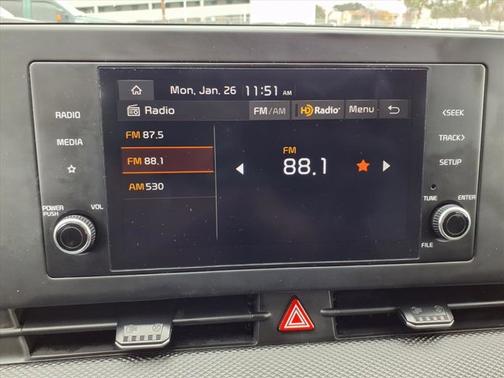 Mon, Jan. 26 11:51 AM
Radio FM/AM HD Radio Menu
RADIO
MEDIA
POWER
PUSH
VOL
FM 87.5
FM 88.1
AM 530
FM
88.1
<SEEK
TRACK>
SETUP
TUNE
ENTER
FILE